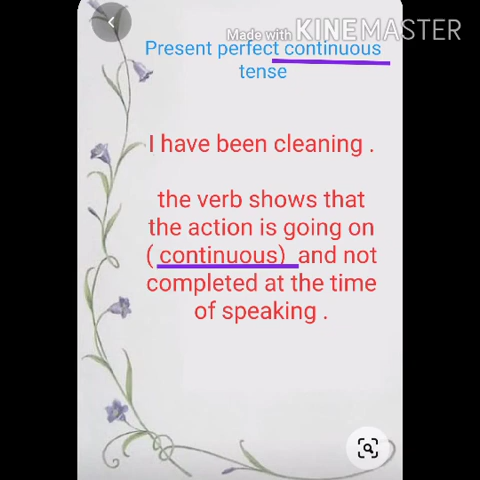 Made with KINEMASTER
Present perfect continuous
tense
I have been cleaning .
the verb shows that
the action is going on
( continuous) and not
completed at the time
of speaking .